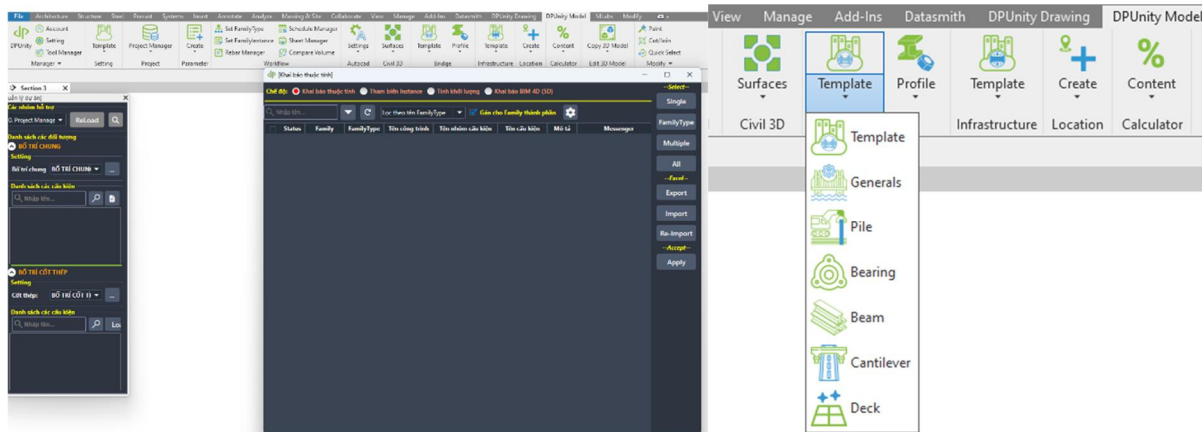 File Architecture Structure Steel Precast Systems Insert Annotate Analyze Massing & Site Collaborate View Manage Add-Ins Datasmith DPUnity Drawing DPUnity Model MLabs Modify
DPUnity
Account
Setting
Tool Manager
Manager
Template
Setting
Project Manager
Project
Create
Parameter
Set FamilyType
Set FamilyInstance
Rebar Manager
Schedule Manager
Sheet Manager
Compare Volume
Workflow
Settings
Autocad
Surfaces
Civil 3D
Template
Profile
Bridge
Template
Infrastructure
Create
Location
Content
Calculator
Copy 3D Model
Edit 3D Model
Paint
Cut/Join
Quick Select
Modify
Section 3
ReLoad
Danh sách các đối tượng
BỐ TRÍ CHUNG
Setting
Bố trí chung
Danh sách các cấu kiện
Nhập tên...
BỐ TRÍ CỐT THÉP
Setting
Cốt thép:
Danh sách các cấu kiện
Nhập tên...
[Khai báo thuộc tính]
Chế độ: Khai báo thuộc tính Tham biến Instance Tính khối lượng Khai báo BIM 4D (5D)
Nhập tên... Lọc theo tên FamilyType Gán cho Family thành phần
Status Family FamilyType Tên công trình Tên nhóm cấu kiện Tên cấu kiện Mô tả Messenger
--Select--
Single
FamilyType
Multiple
All
--Excel--
Export
Import
Re-Import
--Accept--
Apply
View Manage Add-Ins Datasmith DPUnity Drawing DPUnity Model
Surfaces
Civil 3D
Template
Profile
Template
Infrastructure
Create
Location
Content
Calculator
Template
Generals
Pile
Bearing
Beam
Cantilever
Deck